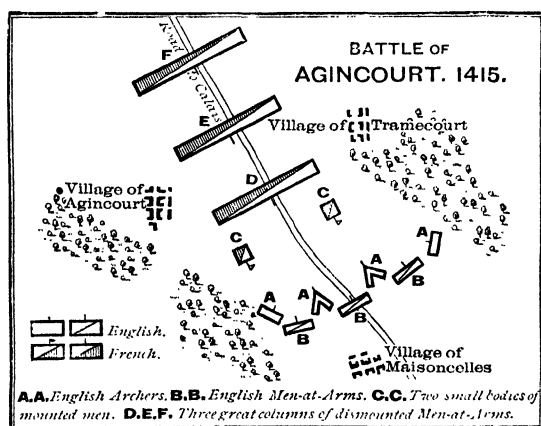 BATTLE OF
AGINCOURT. 1415.
Road to Calais
F
E
D
C
C
Village of Tramecourt
Village of
Agincourt
A
A
A
A
B
B
B
English.
French.
Village of
Maisoncelles
A.A. English Archers. B.B. English Men-at-Arms. C.C. Two small bodies of
mounted men. D.E.F. Three great columns of dismounted Men-at-Arms.